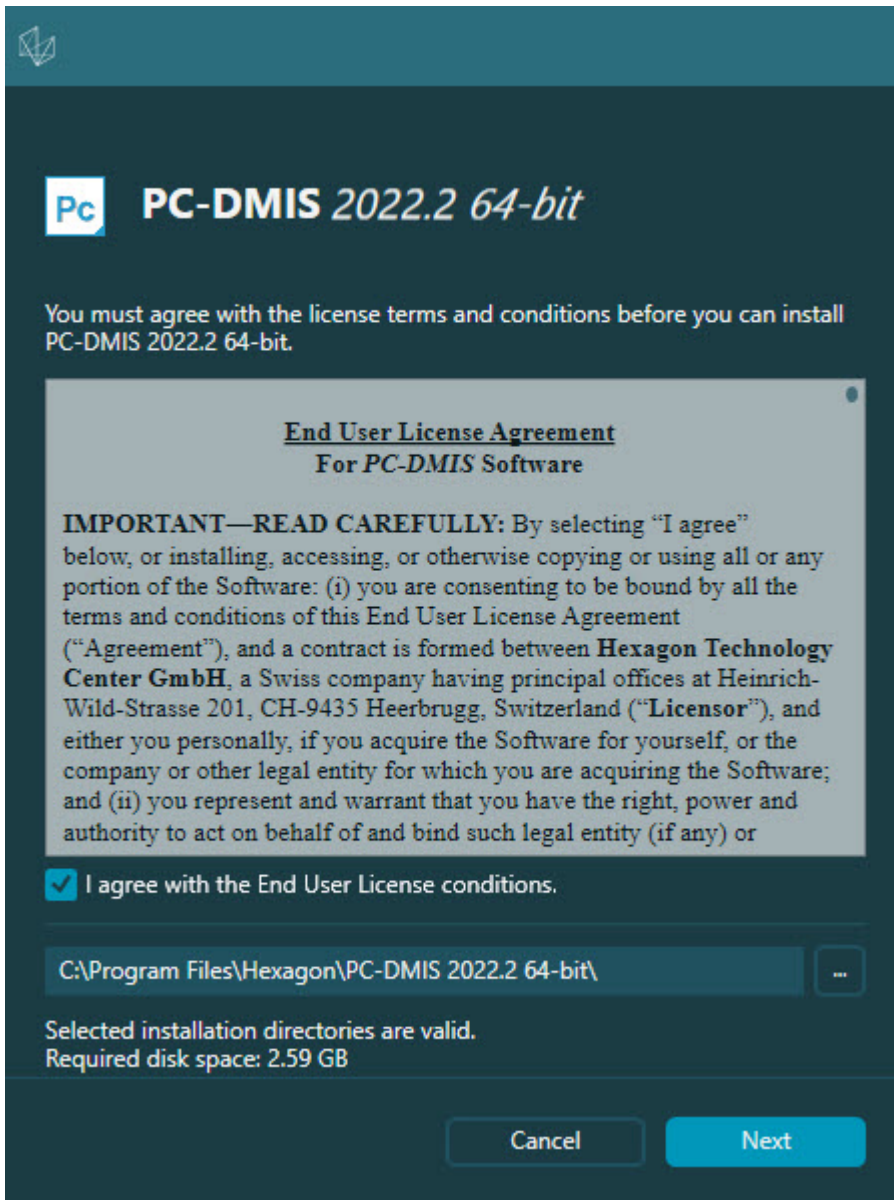 Pc
PC-DMIS 2022.2 64-bit
You must agree with the license terms and conditions before you can install
PC-DMIS 2022.2 64-bit.
End User License Agreement
For PC-DMIS Software
IMPORTANT—READ CAREFULLY: By selecting “I agree”
below, or installing, accessing, or otherwise copying or using all or any
portion of the Software: (i) you are consenting to be bound by all the
terms and conditions of this End User License Agreement
(“Agreement”), and a contract is formed between Hexagon Technology
Center GmbH, a Swiss company having principal offices at Heinrich-
Wild-Strasse 201, CH-9435 Heerbrugg, Switzerland (“Licensor”), and
either you personally, if you acquire the Software for yourself, or the
company or other legal entity for which you are acquiring the Software;
and (ii) you represent and warrant that you have the right, power and
authority to act on behalf of and bind such legal entity (if any) or
I agree with the End User License conditions.
C:\Program Files\Hexagon\PC-DMIS 2022.2 64-bit\
...
Selected installation directories are valid.
Required disk space: 2.59 GB
Cancel
Next